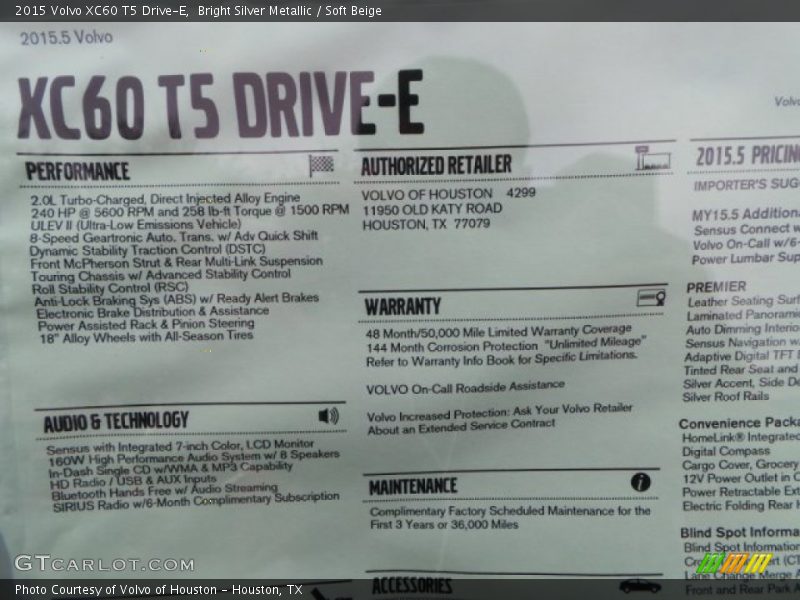 2015 Volvo XC60 T5 Drive-E, Bright Silver Metallic / Soft Beige
2015.5 Volvo
XC60 T5 DRIVE-E
Volvo
PERFORMANCE
2.0L Turbo-Charged, Direct Injected Alloy Engine
240 HP @ 5600 RPM and 258 lb-ft Torque @ 1500 RPM
ULEV II (Ultra-Low Emissions Vehicle)
8-Speed Geartronic Auto. Trans. w/ Adv Quick Shift
Dynamic Stability Traction Control (DSTC)
Front McPherson Strut & Rear Multi-Link Suspension
Touring Chassis w/ Advanced Stability Control
Roll Stability Control (RSC)
Anti-Lock Braking Sys (ABS) w/ Ready Alert Brakes
Electronic Brake Distribution & Assistance
Power Assisted Rack & Pinion Steering
18" Alloy Wheels with All-Season Tires
AUDIO & TECHNOLOGY
Sensus with Integrated 7-inch Color, LCD Monitor
160W High Performance Audio System w/ 8 Speakers
In-Dash Single CD w/WMA & MP3 Capability
HD Radio / USB & AUX Inputs
Bluetooth Hands Free w/ Audio Streaming
SIRIUS Radio w/6-Month Complimentary Subscription
AUTHORIZED RETAILER
VOLVO OF HOUSTON 4299
11950 OLD KATY ROAD
HOUSTON, TX 77079
WARRANTY
48 Month/50,000 Mile Limited Warranty Coverage
144 Month Corrosion Protection "Unlimited Mileage"
Refer to Warranty Info Book for Specific Limitations.
VOLVO On-Call Roadside Assistance
Volvo Increased Protection: Ask Your Volvo Retailer
About an Extended Service Contract
MAINTENANCE
Complimentary Factory Scheduled Maintenance for the
First 3 Years or 36,000 Miles
ACCESSORIES
2015.5 PRICING
IMPORTER'S SUG
MY15.5 Additiona
Sensus Connect w
Volvo On-Call w/6-
Power Lumbar Sup
PREMIER
Leather Seating Surf
Laminated Panorami
Auto Dimming Interio
Sensus Navigation w
Adaptive Digital TFT
Tinted Rear Seat and
Silver Accent, Side De
Silver Roof Rails
Convenience Packa
HomeLink® Integrated
Digital Compass
Cargo Cover, Grocery
12V Power Outlet in C
Power Retractable Ext
Electric Folding Rear H
Blind Spot Informa
Blind Spot Information
(CT
Lane Change Merge A
Front and Rear Park A
GTCARLOT.COM
Photo Courtesy of Volvo of Houston - Houston, TX